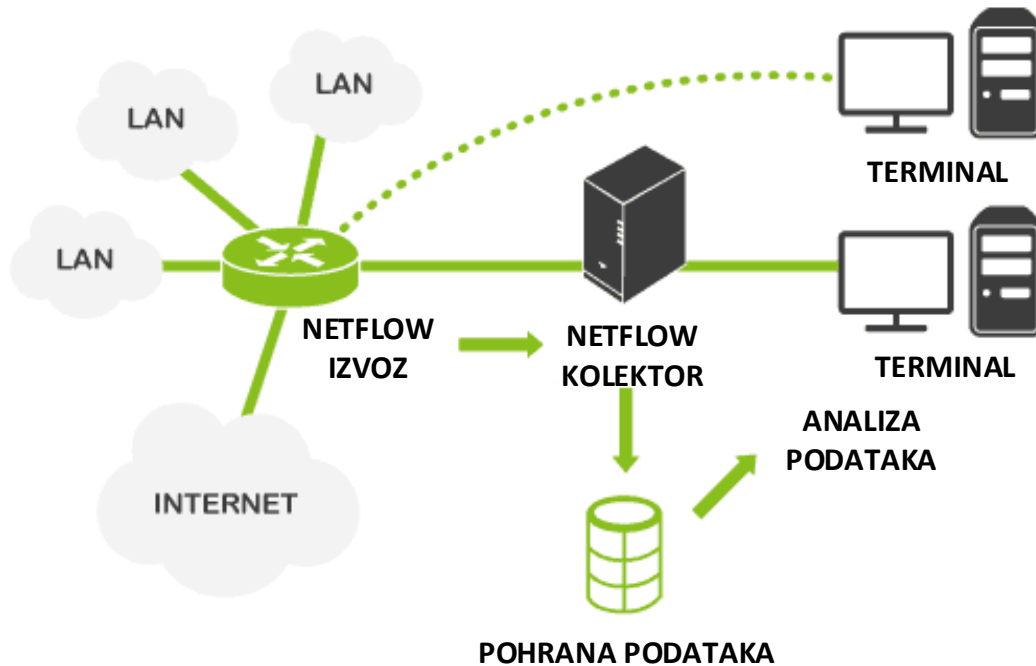 LAN
LAN
LAN
INTERNET
NETFLOW
IZVOZ
NETFLOW
KOLEKTOR
TERMINAL
TERMINAL
ANALIZA
PODATAKA
POHRANA PODATAKA